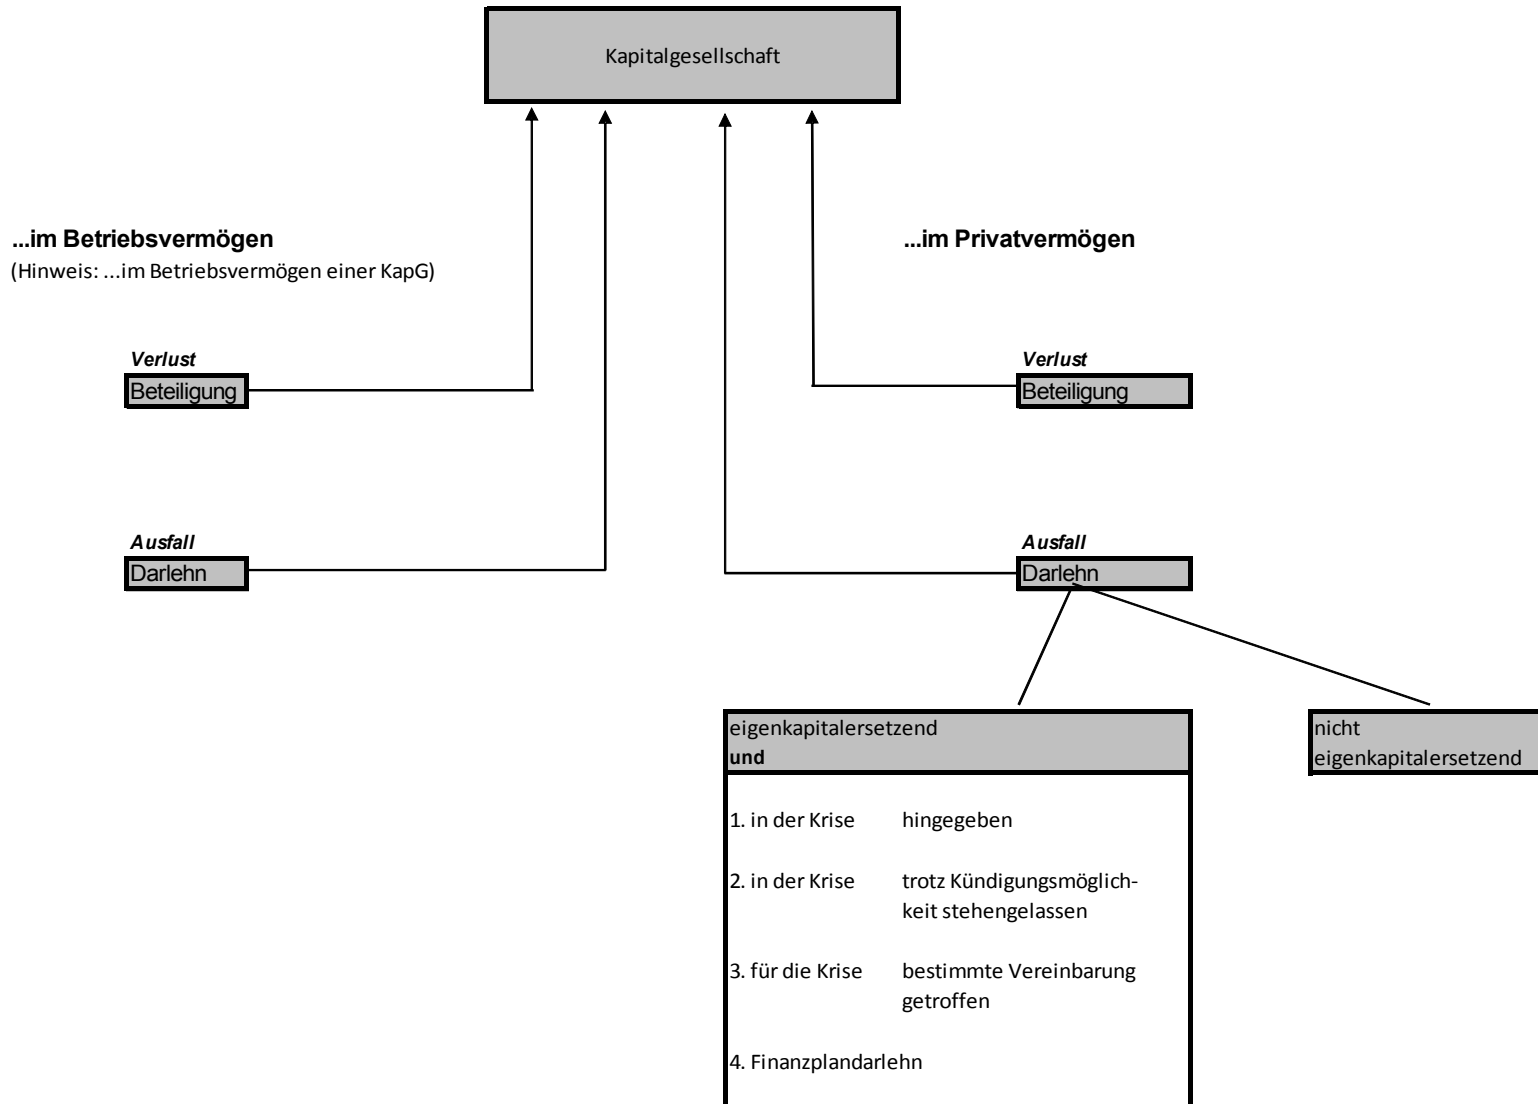 Kapitalgesellschaft
...im Betriebsvermögen
(Hinweis: ...im Betriebsvermögen einer KapG)
...im Privatvermögen
Verlust
Beteiligung
Verlust
Beteiligung
Ausfall
Darlehn
Ausfall
Darlehn
eigenkapitalersetzend
und
nicht
eigenkapitalersetzend
1. in der Krise hingegeben
2. in der Krise trotz Kündigungsmöglich-
keit stehengelassen
3. für die Krise bestimmte Vereinbarung
getroffen
4. Finanzplandarlehn